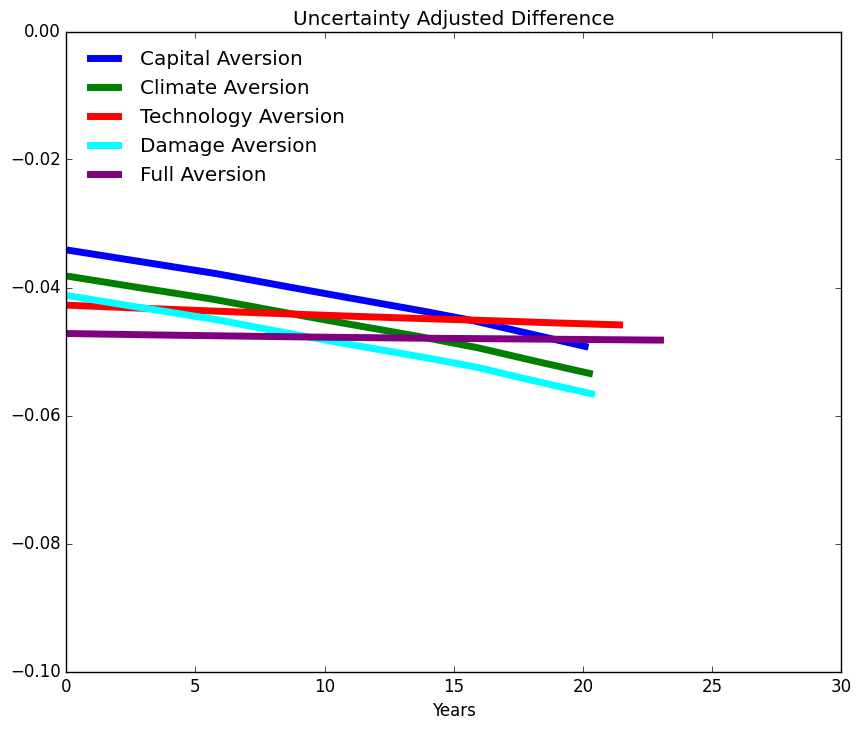 Uncertainty Adjusted Difference
0.00
Capital Aversion
Climate Aversion
Technology Aversion
Damage Aversion
Full Aversion
−0.02
−0.04
−0.06
−0.08
−0.10
0 5 10 15 20 25 30
Years